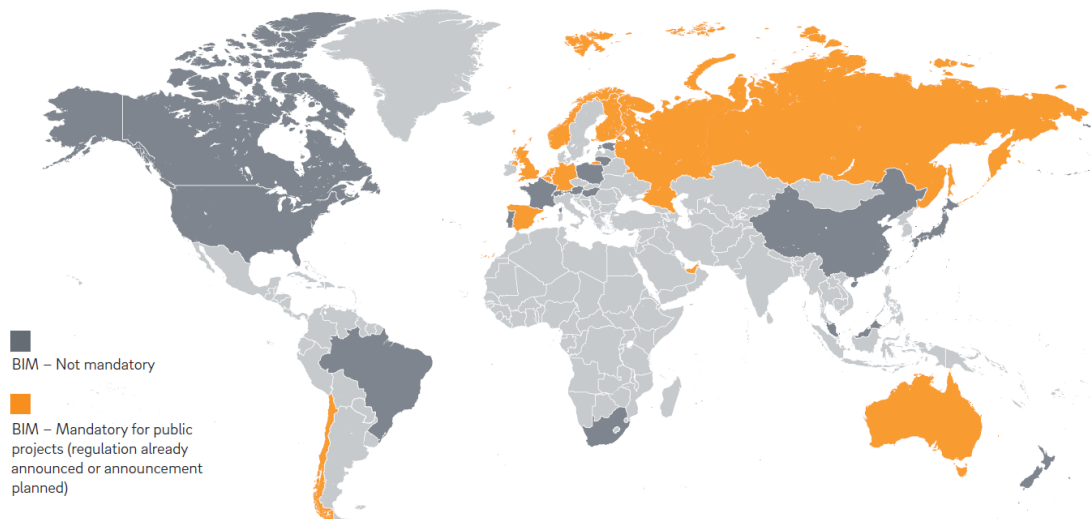 BIM – Not mandatory
BIM – Mandatory for public
projects (regulation already
announced or announcement
planned)